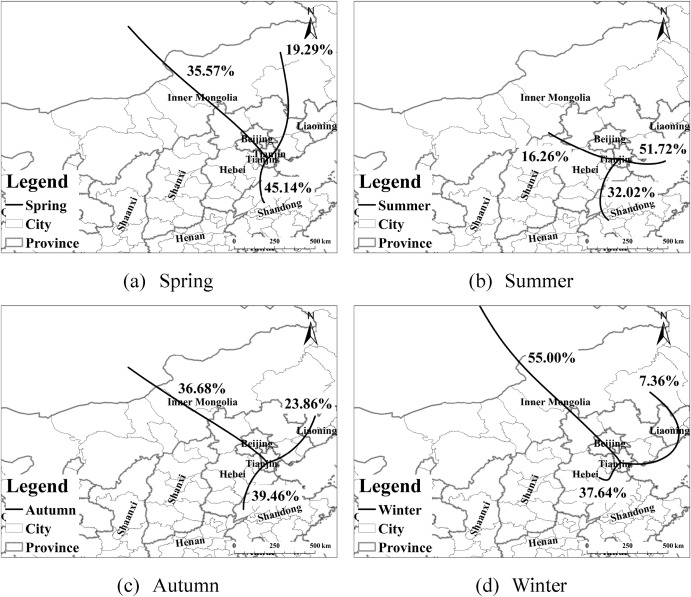 N
19.29%
35.57%
Inner Mongolia
Liaoning
Beijing
Tianjin
Tianjin
Hebei
Shanxi
Shaanxi
45.14%
Shandong
Henan
Legend
Spring
City
Province
0 250 500 km
(a) Spring
N
Inner Mongolia
Liaoning
Beijing
51.72%
Tianjin
16.26%
Hebei
Shanxi
Shaanxi
32.02%
Shandong
Henan
Legend
Summer
City
Province
0 250 500 km
(b) Summer
N
36.68%
Inner Mongolia
23.86%
Liaoning
Beijing
Tianjin
Hebei
Shanxi
Shaanxi
39.46%
Shandong
Henan
Legend
Autumn
City
Province
0 250 500 km
(c) Autumn
N
55.00%
7.36%
Inner Mongolia
Liaoning
Beijing
Tianjin
Hebei
Shanxi
Shaanxi
37.64%
Shandong
Henan
Legend
Winter
City
Province
0 250 500 km
(d) Winter